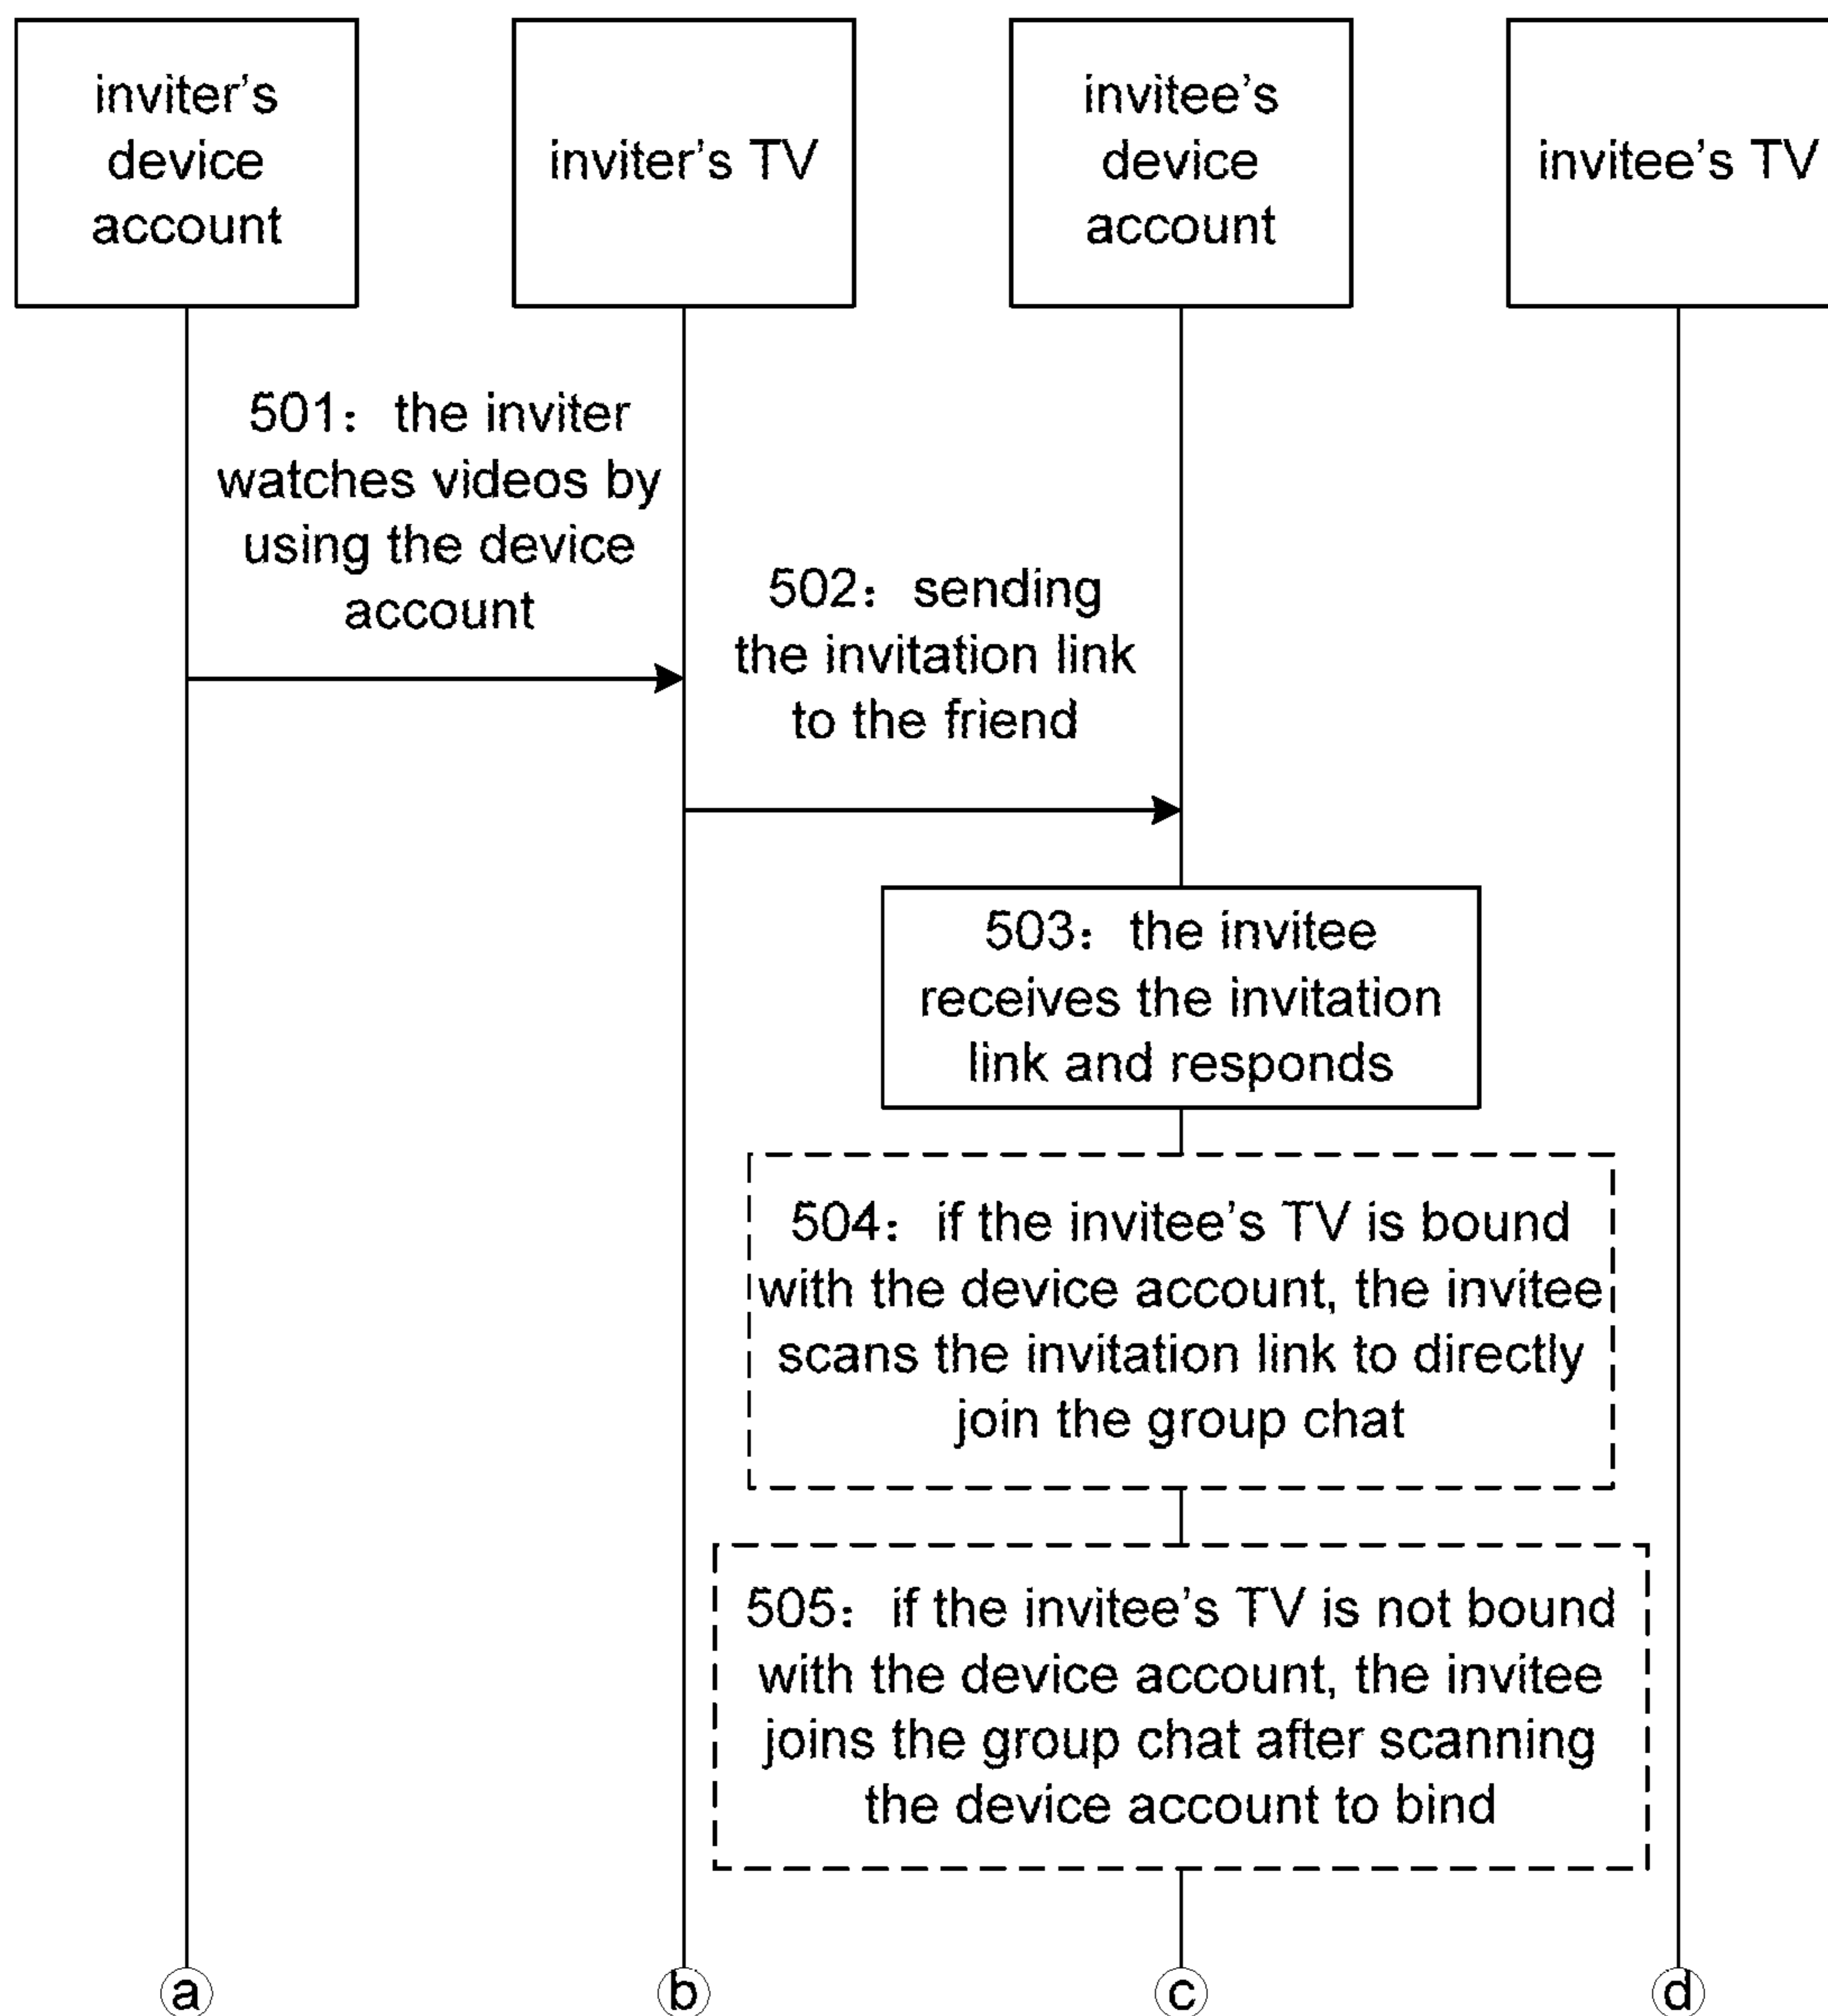 inviter's
device
account
inviter's TV
invitee's
device
account
invitee's TV
501: the inviter
watches videos by
using the device
account
502: sending
the invitation link
to the friend
503: the invitee
receives the invitation
link and responds
504: if the invitee's TV is bound
with the device account, the invitee
scans the invitation link to directly
join the group chat
505: if the invitee's TV is not bound
with the device account, the invitee
joins the group chat after scanning
the device account to bind
a
b
c
d